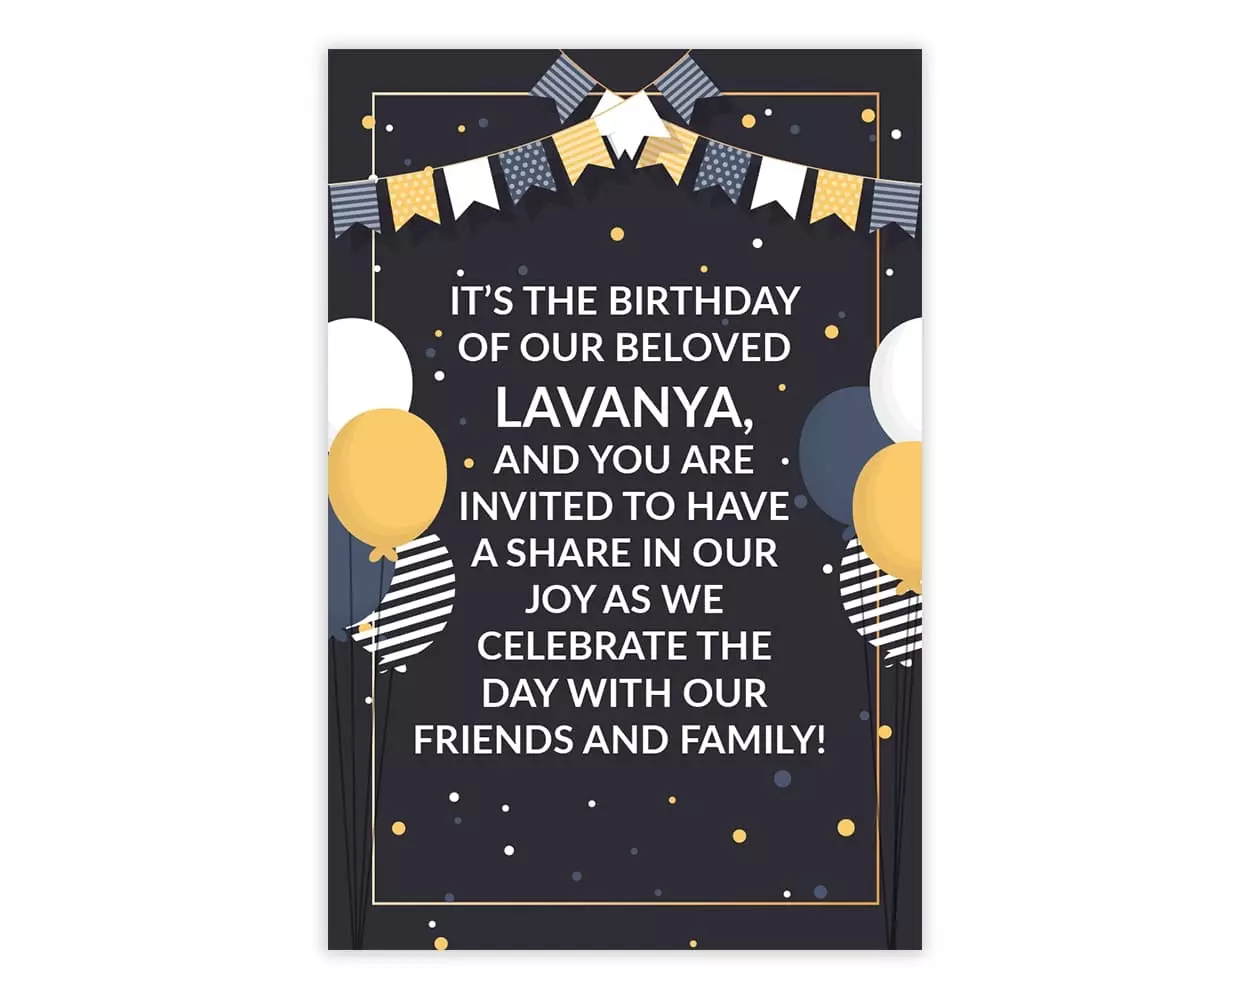 IT’S THE BIRTHDAY
OF OUR BELOVED
LAVANYA,
AND YOU ARE
INVITED TO HAVE
A SHARE IN OUR
JOY AS WE
CELEBRATE THE
DAY WITH OUR
FRIENDS AND FAMILY!